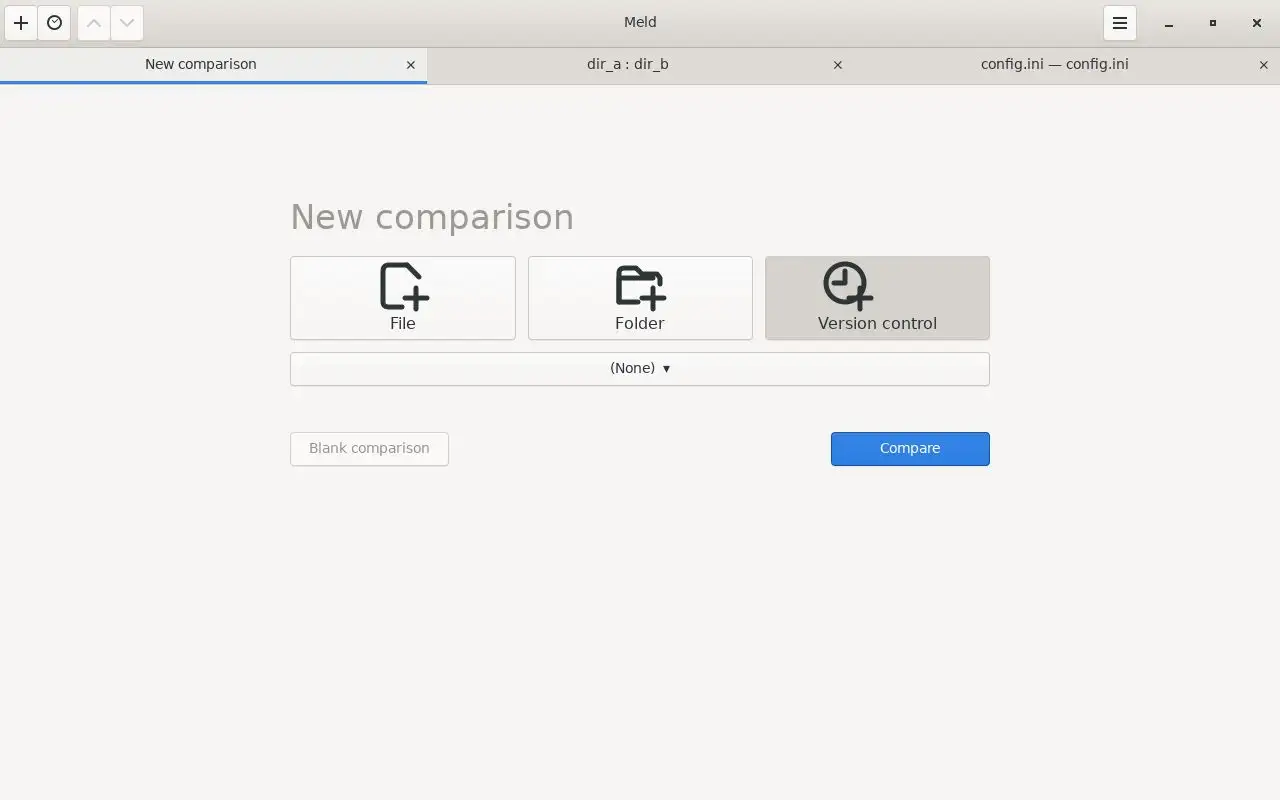 Meld
New comparison
dir_a : dir_b
config.ini — config.ini
New comparison
File
Folder
Version control
(None)
Blank comparison
Compare